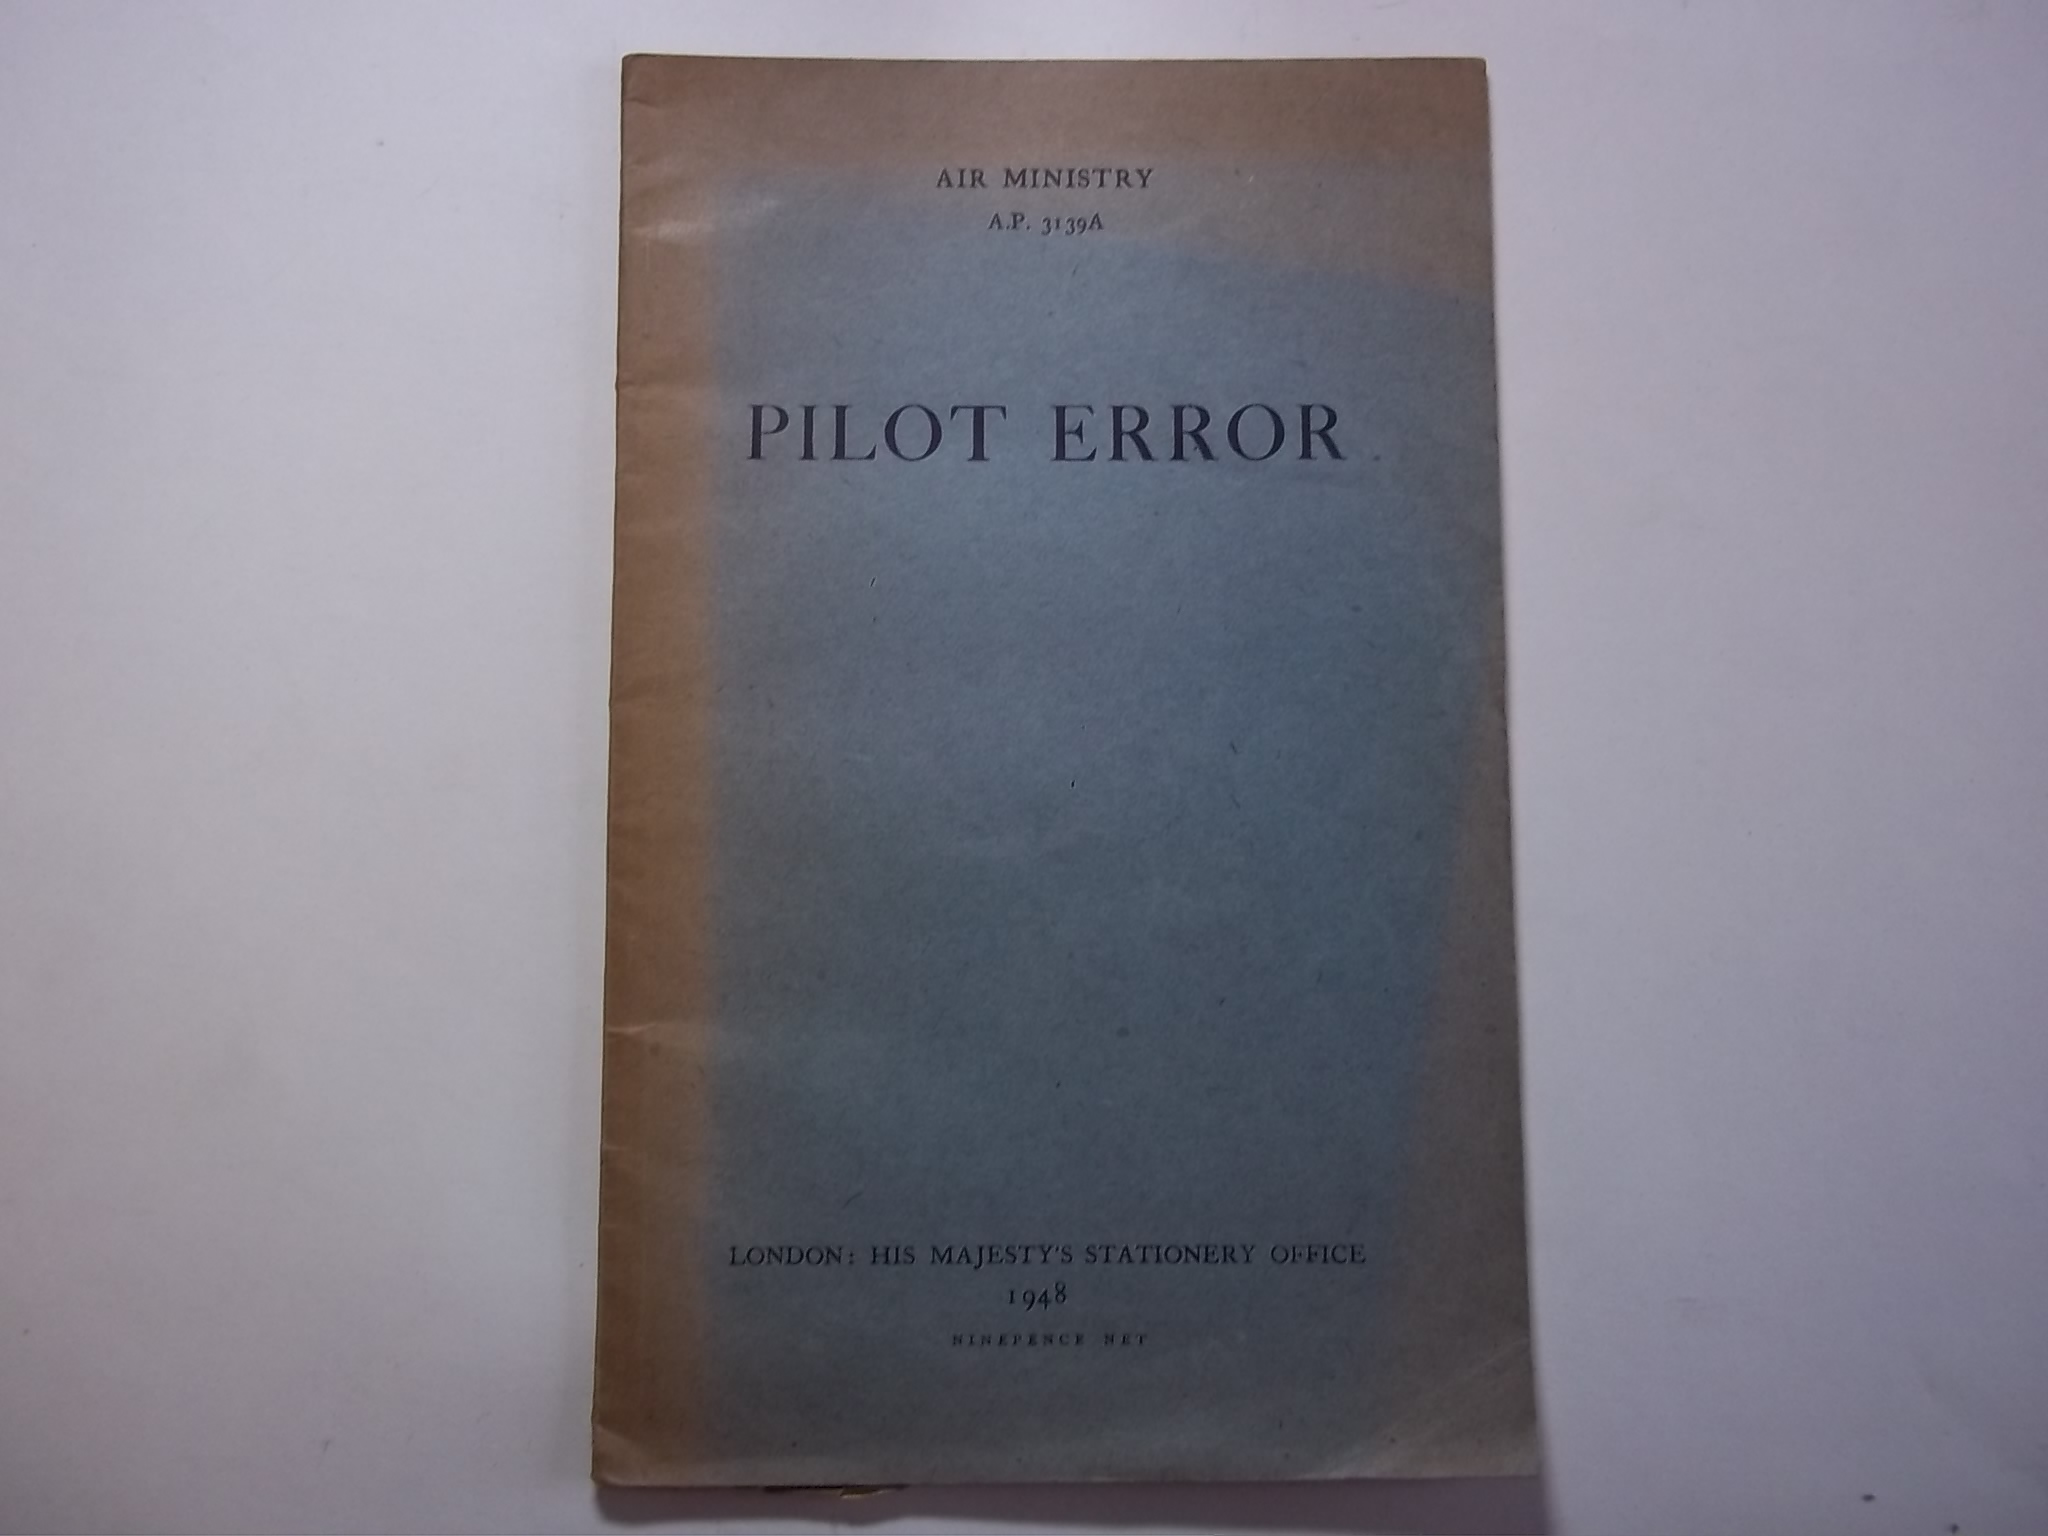 AIR MINISTRY
A.P. 3139A
PILOT ERROR
LONDON: HIS MAJESTY'S STATIONERY OFFICE
1948
NINEPENCE NET